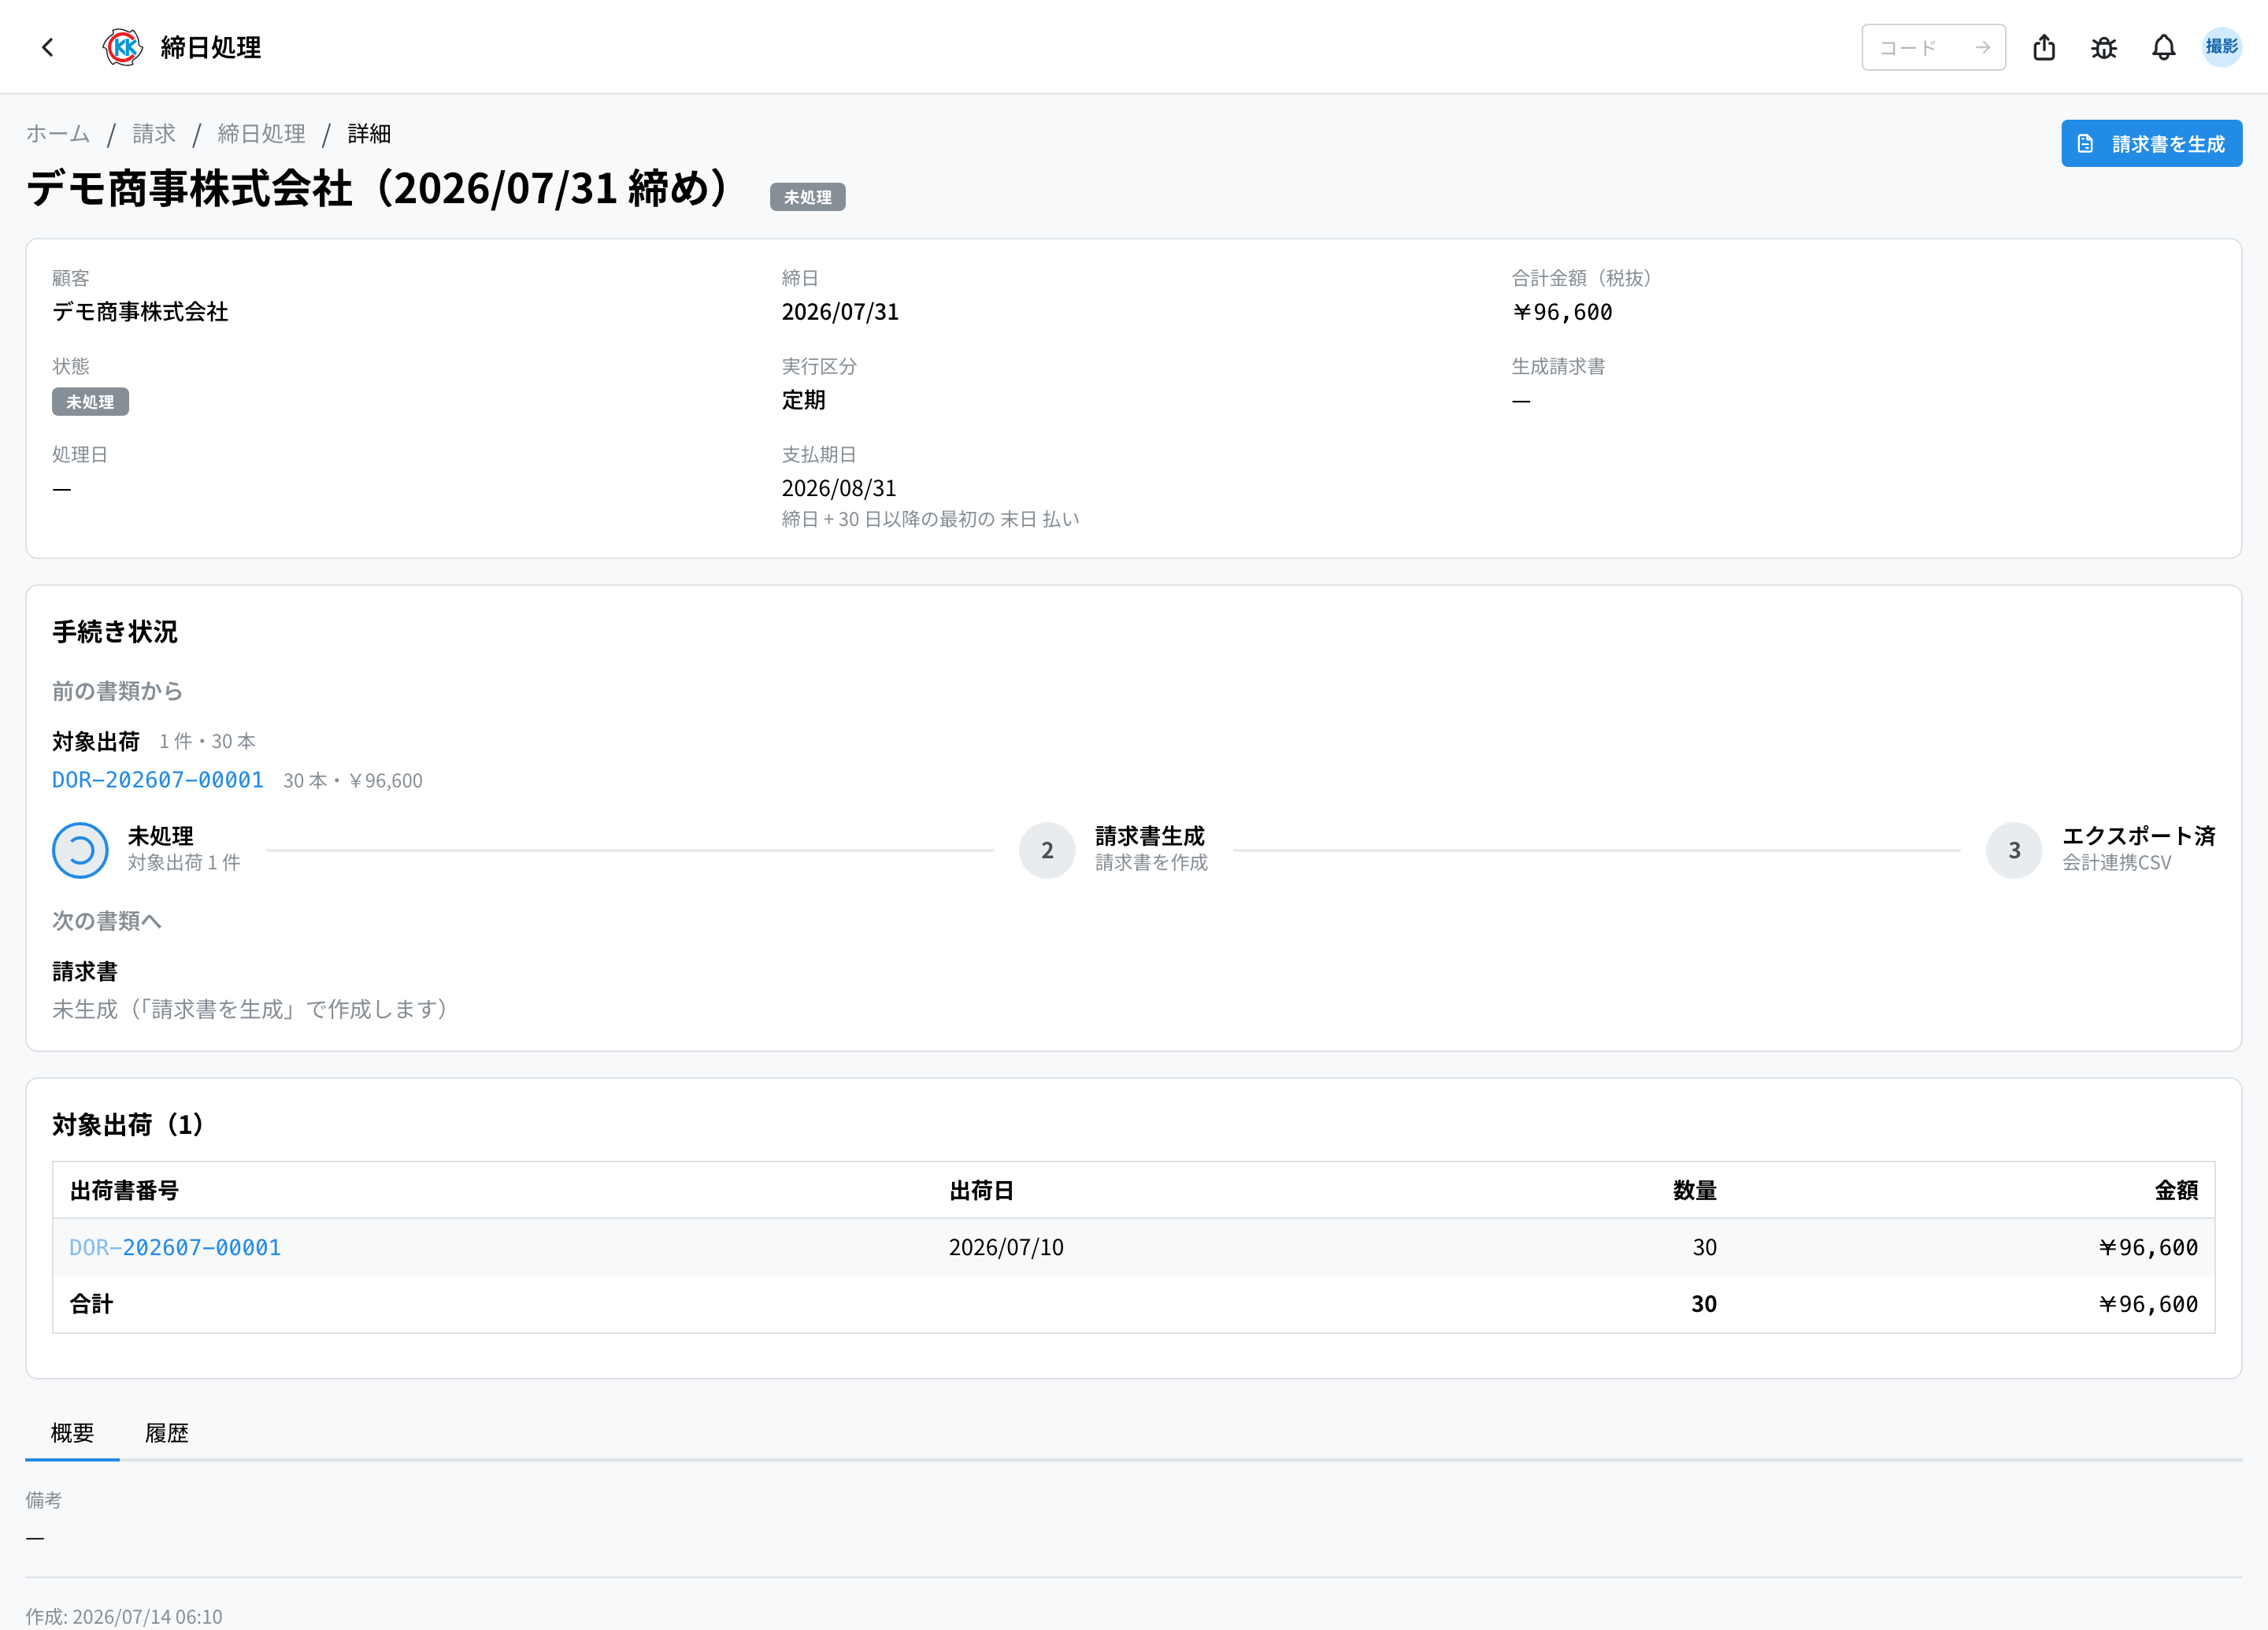 KK 締日処理
コード
撮影
ホーム / 請求 / 締日処理 / 詳細
請求書を生成
デモ商事株式会社（2026/07/31 締め） 未処理
顧客
デモ商事株式会社
締日
2026/07/31
合計金額（税抜）
￥96,600
状態
未処理
実行区分
定期
生成請求書
—
処理日
—
支払期日
2026/08/31
締日 + 30 日以降の最初の 末日 払い
手続き状況
前の書類から
対象出荷 1 件・30 本
DOR-202607-00001 30 本・￥96,600
未処理
対象出荷 1 件
2
請求書生成
請求書を作成
3
エクスポート済
会計連携CSV
次の書類へ
請求書
未生成（「請求書を生成」で作成します）
対象出荷（1）
出荷書番号 出荷日 数量 金額
DOR-202607-00001 2026/07/10 30 ￥96,600
合計 30 ￥96,600
概要 履歴
備考
—
作成: 2026/07/14 06:10